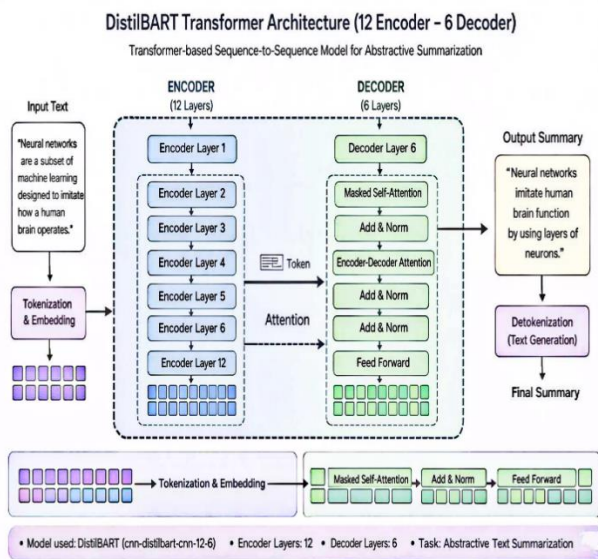 DistilBART Transformer Architecture (12 Encoder – 6 Decoder)
Transformer-based Sequence-to-Sequence Model for Abstractive Summarization
Input Text
"Neural networks
are a subset of
machine learning
designed to imitate
how a human
brain operates."
Tokenization
& Embedding
ENCODER
(12 Layers)
Encoder Layer 1
Encoder Layer 2
Encoder Layer 3
Encoder Layer 4
Encoder Layer 5
Encoder Layer 6
Encoder Layer 12
Token
Attention
DECODER
(6 Layers)
Decoder Layer 6
Masked Self-Attention
Add & Norm
Encoder-Decoder Attention
Add & Norm
Add & Norm
Feed Forward
Output Summary
"Neural networks
imitate human
brain function
by using layers of
neurons."
Detokenization
(Text Generation)
Final Summary
Tokenization & Embedding
Masked Self-Attention
Add & Norm
Feed Forward
• Model used: DistilBART (cnn-distilbart-cnn-12-6) • Encoder Layers: 12 • Decoder Layers: 6 • Task: Abstractive Text Summarization